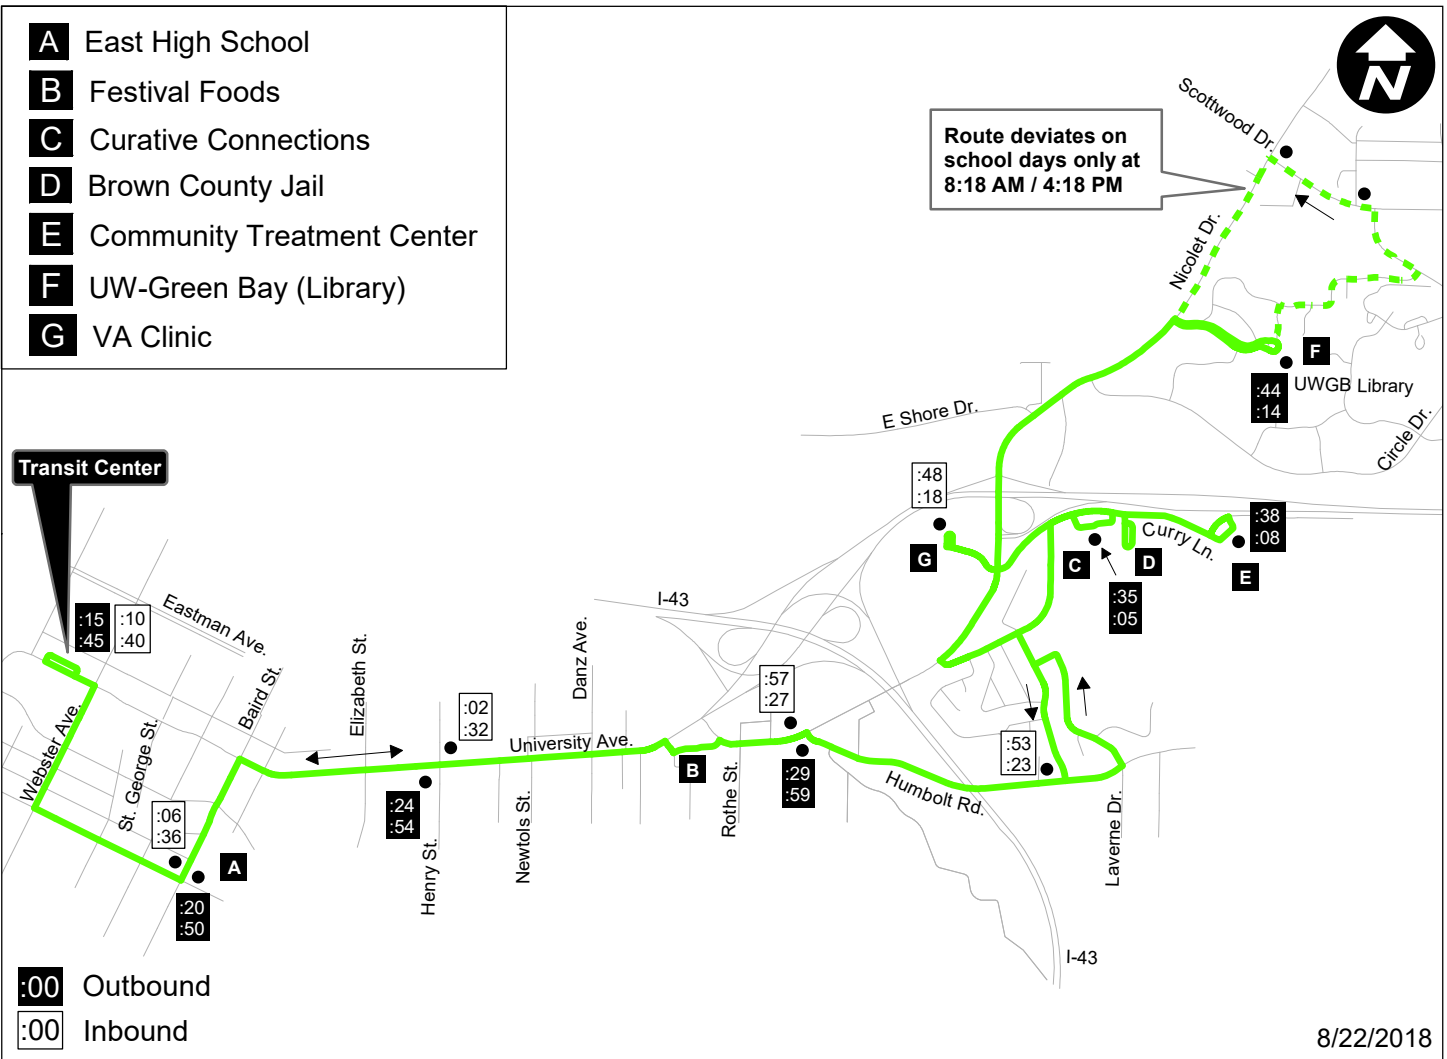 A East High School
B Festival Foods
C Curative Connections
D Brown County Jail
E Community Treatment Center
F UW-Green Bay (Library)
G VA Clinic
N
Route deviates on
school days only at
8:18 AM / 4:18 PM
Scottwood Dr.
Nicolet Dr.
F
:44
:14
UWGB Library
Circle Dr.
E Shore Dr.
Transit Center
:48
:18
G
C
D
Curry Ln.
E
:38
:08
:35
:05
I-43
:15
:45
:10
:40
Eastman Ave.
Baird St.
Elizabeth St.
Danz Ave.
:02
:32
:57
:27
University Ave.
Webster Ave.
St. George St.
:06
:36
A
:20
:50
:24
:54
Henry St.
Newtols St.
B
Rothe St.
:29
:59
Humbolt Rd.
:53
:23
Laverne Dr.
I-43
:00 Outbound
:00 Inbound
8/22/2018